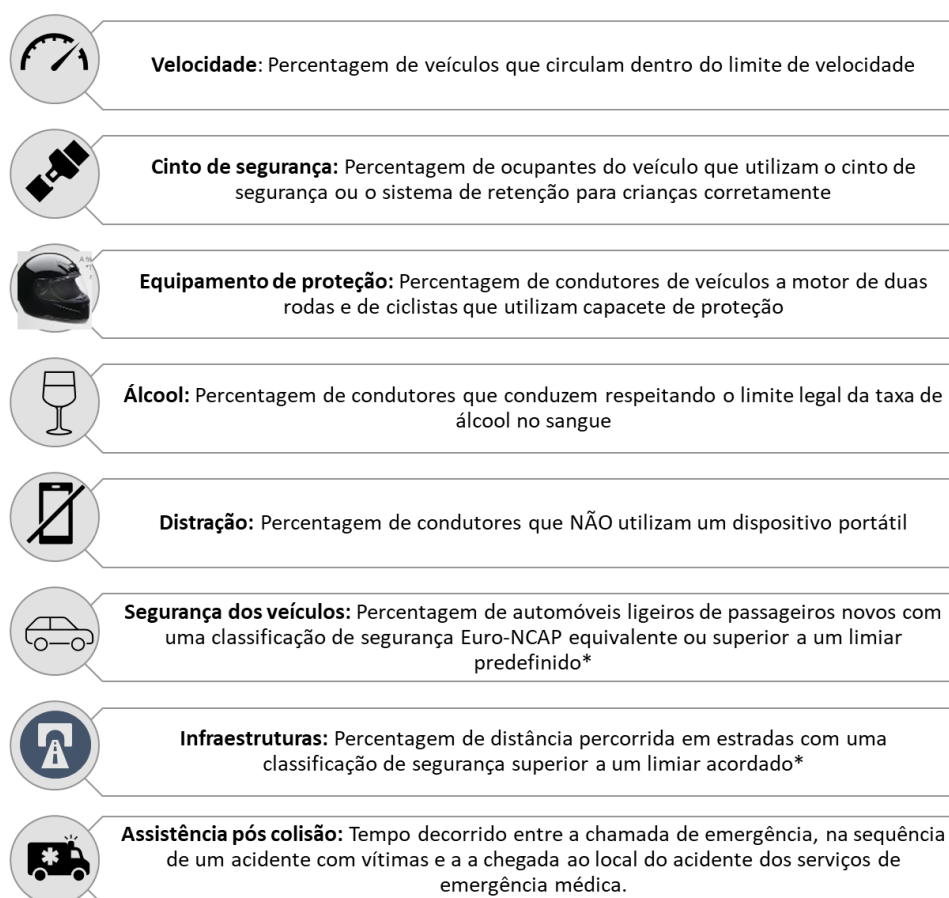 Velocidade: Percentagem de veículos que circulam dentro do limite de velocidade
Cinto de segurança: Percentagem de ocupantes do veículo que utilizam o cinto de
segurança ou o sistema de retenção para crianças corretamente
Equipamento de proteção: Percentagem de condutores de veículos a motor de duas
rodas e de ciclistas que utilizam capacete de proteção
Álcool: Percentagem de condutores que conduzem respeitando o limite legal da taxa de
álcool no sangue
Distração: Percentagem de condutores que NÃO utilizam um dispositivo portátil
Segurança dos veículos: Percentagem de automóveis ligeiros de passageiros novos com
uma classificação de segurança Euro-NCAP equivalente ou superior a um limiar
predefinido*
Infraestruturas: Percentagem de distância percorrida em estradas com uma
classificação de segurança superior a um limiar acordado*
Assistência pós colisão: Tempo decorrido entre a chamada de emergência, na sequência
de um acidente com vítimas e a a chegada ao local do acidente dos serviços de
emergência médica.